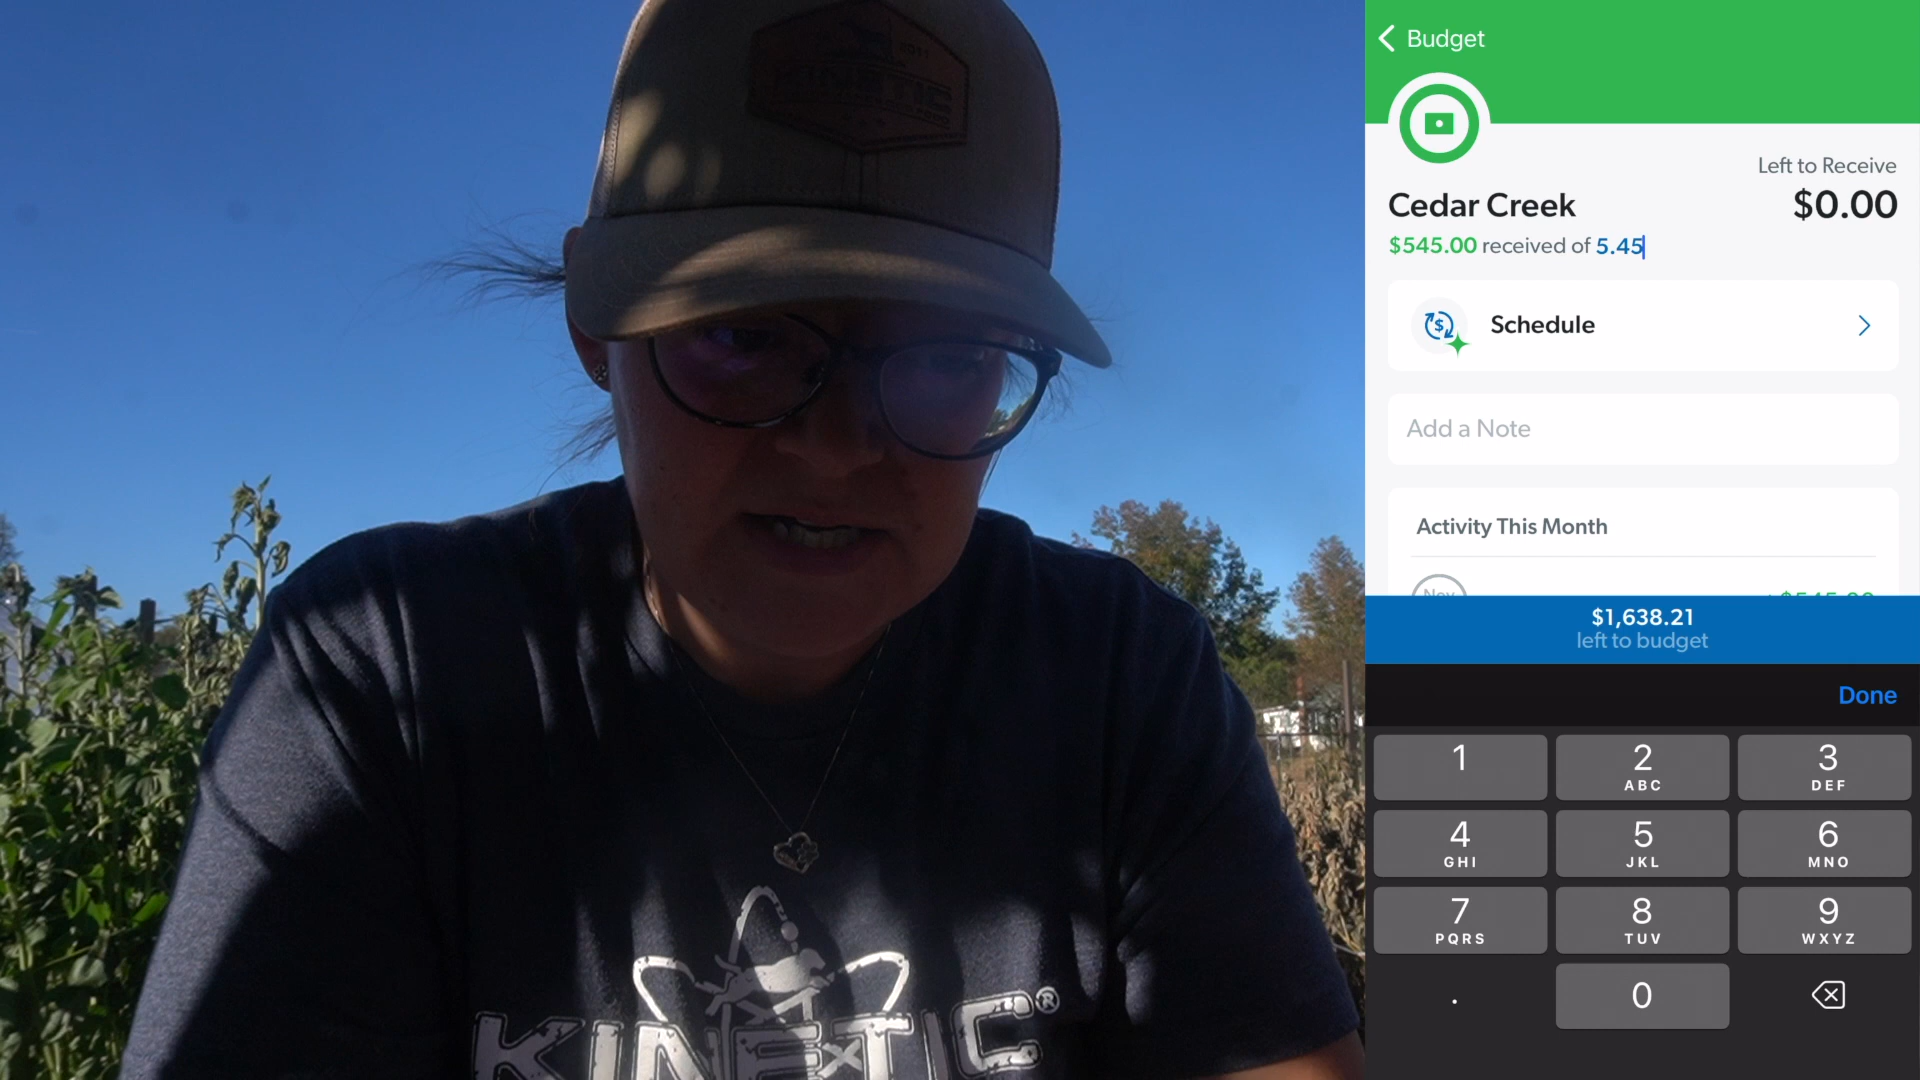 KINETIC
KINETIC®
Budget
Left to Receive
Cedar Creek
$0.00
$545.00 received of 5.45
Schedule
Add a Note
Activity This Month
Nov
$1,638.21
left to budget
Done
1
2
ABC
3
DEF
4
GHI
5
JKL
6
MNO
7
PQRS
8
TUV
9
WXYZ
.
0